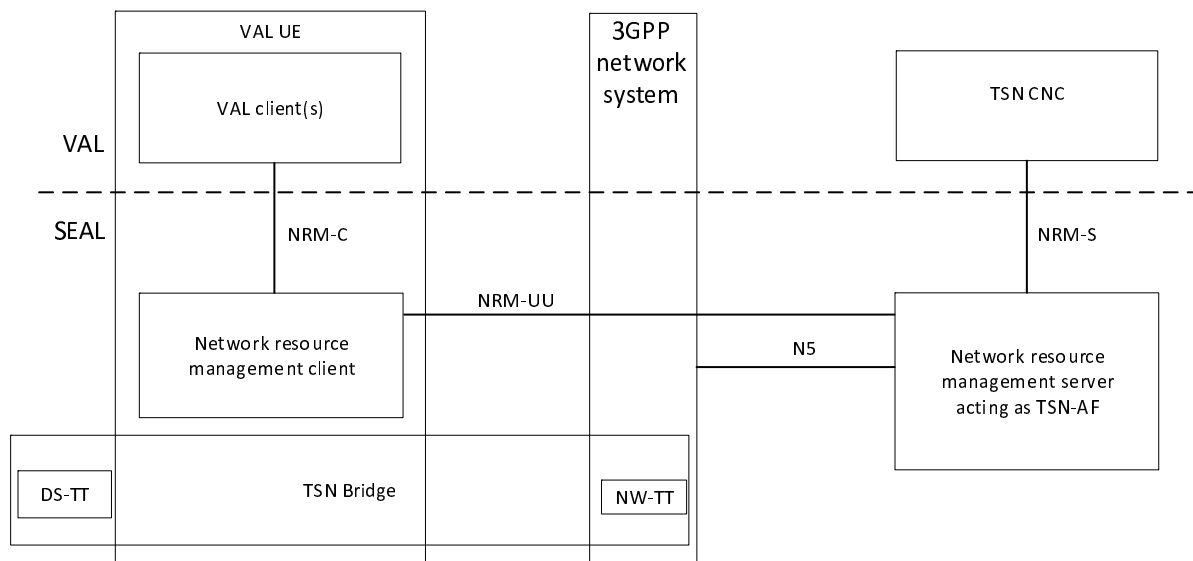 VAL UE
3GPP
network
system
VAL client(s)
TSN CNC
VAL
SEAL
NRM-C
NRM-S
NRM-UU
Network resource
management client
N5
Network resource
management server
acting as TSN-AF
DS-TT
TSN Bridge
NW-TT